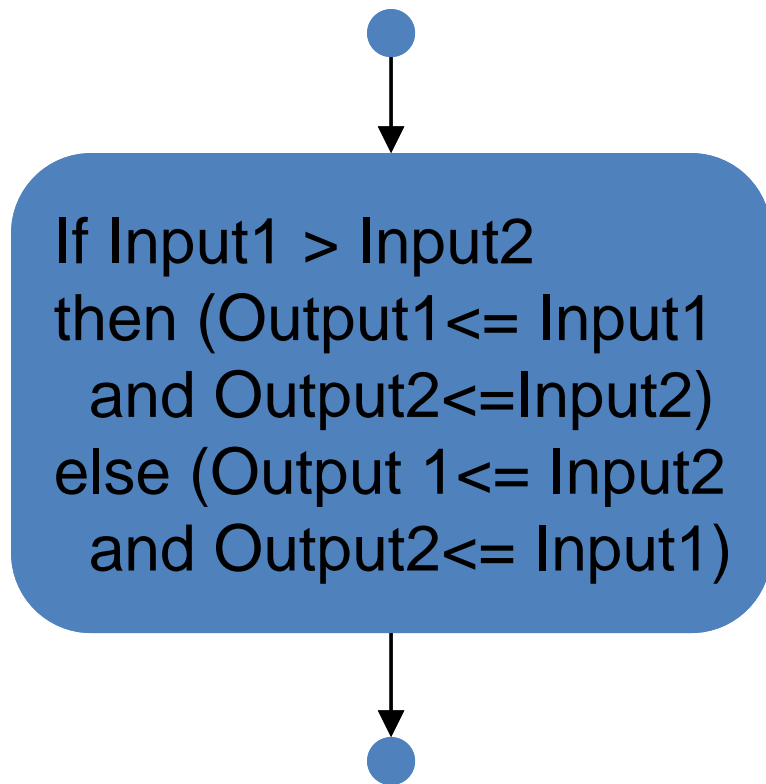 If Input1 > Input2
then (Output1<= Input1
and Output2<=Input2)
else (Output 1<= Input2
and Output2<= Input1)